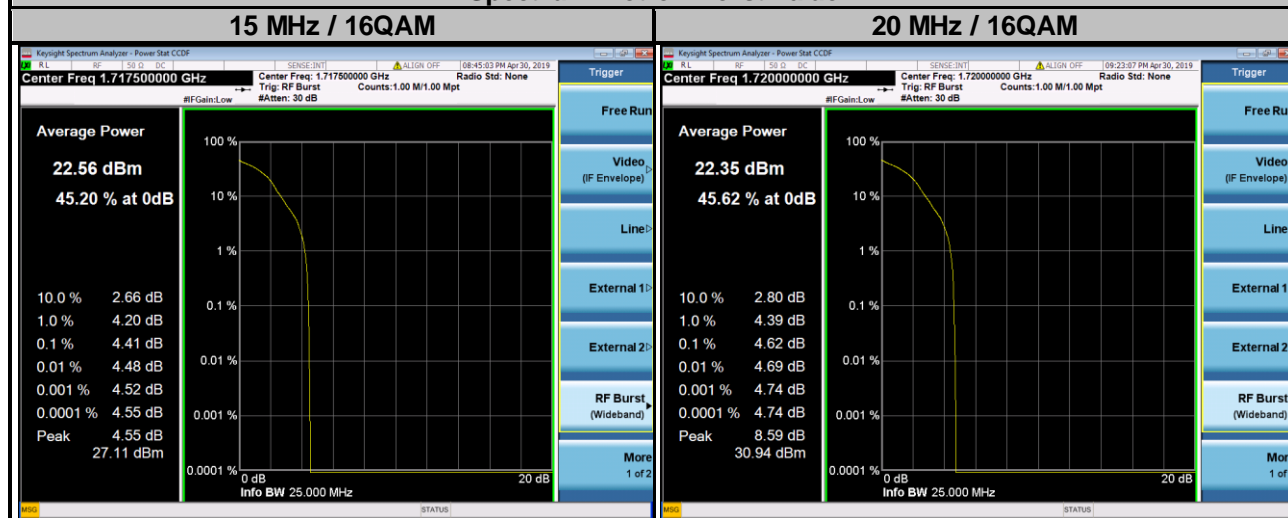 15 MHz / 16QAM
Keysight Spectrum Analyzer - Power Stat CCDF
RL RF 50 Ω DC SENSE:INT ALIGN OFF 08:45:03 PM Apr 30, 2019
Center Freq 1.717500000 GHz
Center Freq: 1.717500000 GHz Radio Std: None
Trig: RF Burst Counts:1.00 M/1.00 Mpt
#IFGain:Low #Atten: 30 dB
Average Power
22.56 dBm
45.20 % at 0dB
10.0 % 2.66 dB
1.0 % 4.20 dB
0.1 % 4.41 dB
0.01 % 4.48 dB
0.001 % 4.52 dB
0.0001 % 4.55 dB
Peak 4.55 dB
27.11 dBm
100 %
10 %
1 %
0.1 %
0.01 %
0.001 %
0.0001 %
0 dB 20 dB
Info BW 25.000 MHz
Trigger
Free Run
Video
(IF Envelope)
Line
External 1
External 2
RF Burst
(Wideband)
More
1 of 2
MSG STATUS
20 MHz / 16QAM
Keysight Spectrum Analyzer - Power Stat CCDF
RL RF 50 Ω DC SENSE:INT ALIGN OFF 09:23:07 PM Apr 30, 2019
Center Freq 1.720000000 GHz
Center Freq: 1.720000000 GHz Radio Std: None
Trig: RF Burst Counts:1.00 M/1.00 Mpt
#IFGain:Low #Atten: 30 dB
Average Power
22.35 dBm
45.62 % at 0dB
10.0 % 2.80 dB
1.0 % 4.39 dB
0.1 % 4.62 dB
0.01 % 4.69 dB
0.001 % 4.74 dB
0.0001 % 4.74 dB
Peak 8.59 dB
30.94 dBm
100 %
10 %
1 %
0.1 %
0.01 %
0.001 %
0.0001 %
0 dB 20 dB
Info BW 25.000 MHz
Trigger
Free Ru
Video
(IF Envelope)
Line
External 1
External 2
RF Burst
(Wideband)
Mor
1 of
MSG STATUS